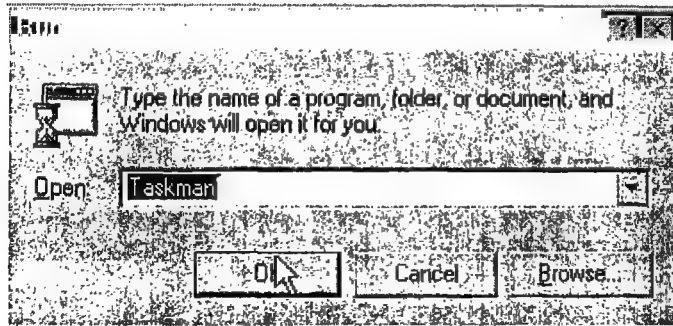 Run
Type the name of a program, folder, or document, and
Windows will open it for you.
Open:
Taskman
OK
Cancel
Browse...